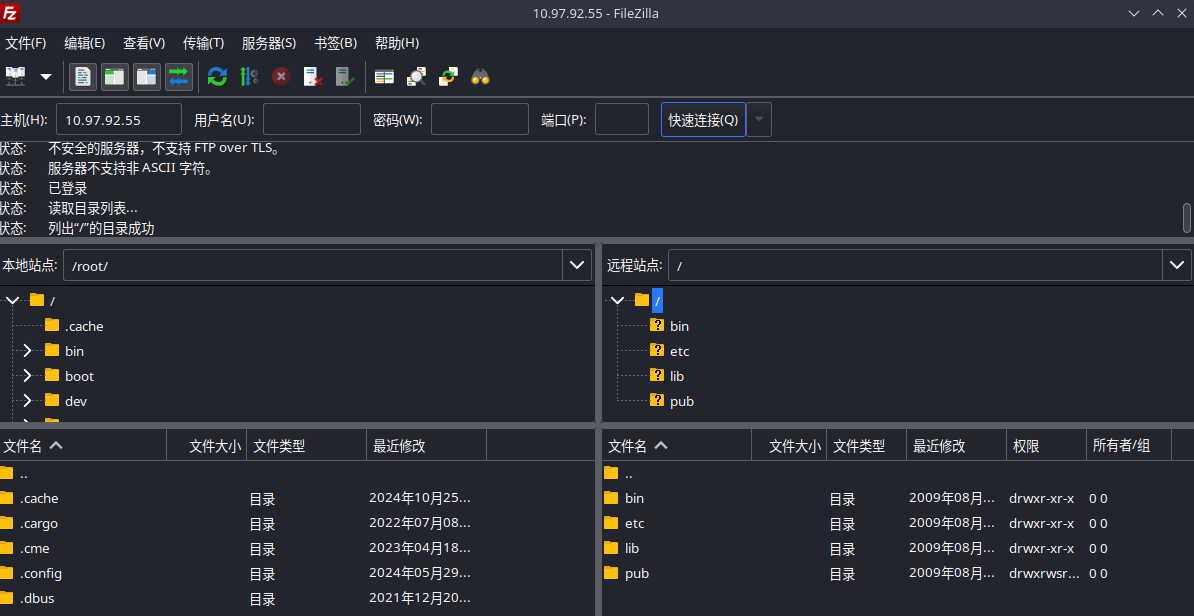 10.97.92.55 - FileZilla
文件(F) 编辑(E) 查看(V) 传输(T) 服务器(S) 书签(B) 帮助(H)
主机(H): 10.97.92.55 用户名(U): 密码(W): 端口(P): 快速连接(Q)
状态: 不安全的服务器，不支持 FTP over TLS。
状态: 服务器不支持非 ASCII 字符。
状态: 已登录
状态: 读取目录列表...
状态: 列出“/”的目录成功
本地站点: /root/
/
.cache
bin
boot
dev
文件名 文件大小 文件类型 最近修改
..
.cache 目录 2024年10月25...
.cargo 目录 2022年07月08...
.cme 目录 2023年04月18...
.config 目录 2024年05月29...
.dbus 目录 2021年12月20...
远程站点: /
/
bin
etc
lib
pub
文件名 文件大小 文件类型 最近修改 权限 所有者/组
..
bin 目录 2009年08月... drwxr-xr-x 0 0
etc 目录 2009年08月... drwxr-xr-x 0 0
lib 目录 2009年08月... drwxr-xr-x 0 0
pub 目录 2009年08月... drwxrwsr... 0 0